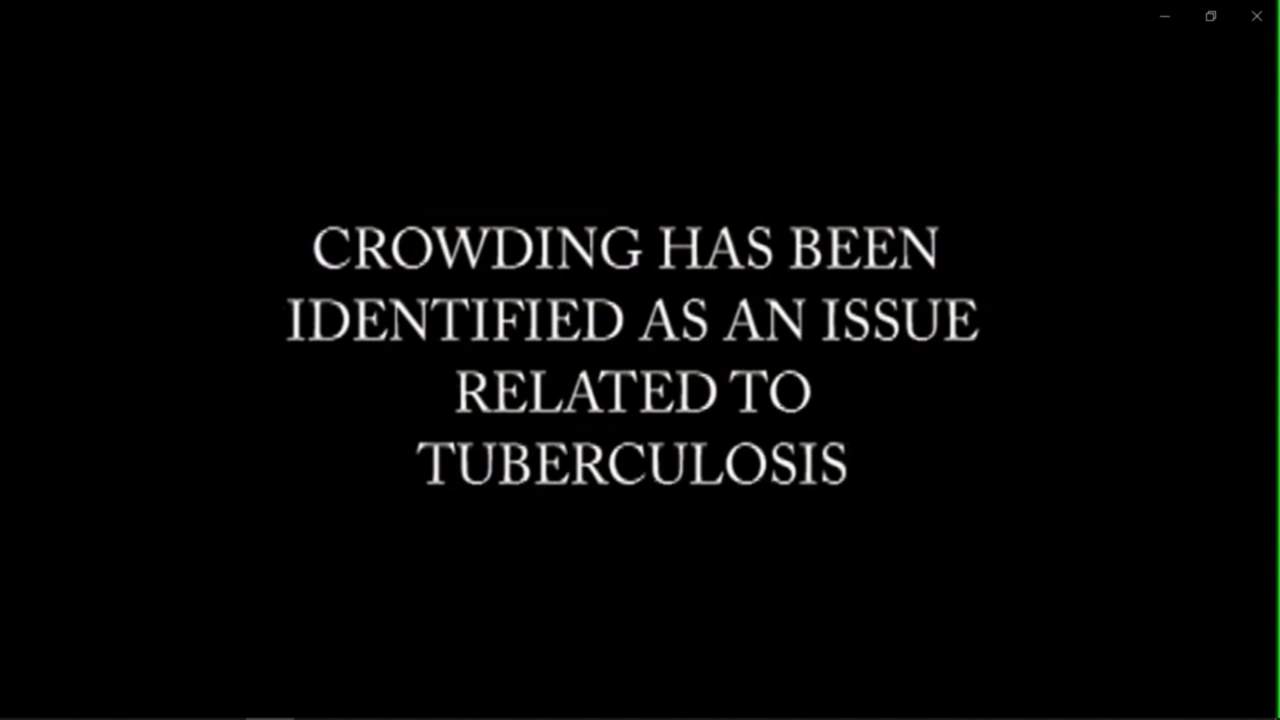 CROWDING HAS BEEN
IDENTIFIED AS AN ISSUE
RELATED TO
TUBERCULOSIS